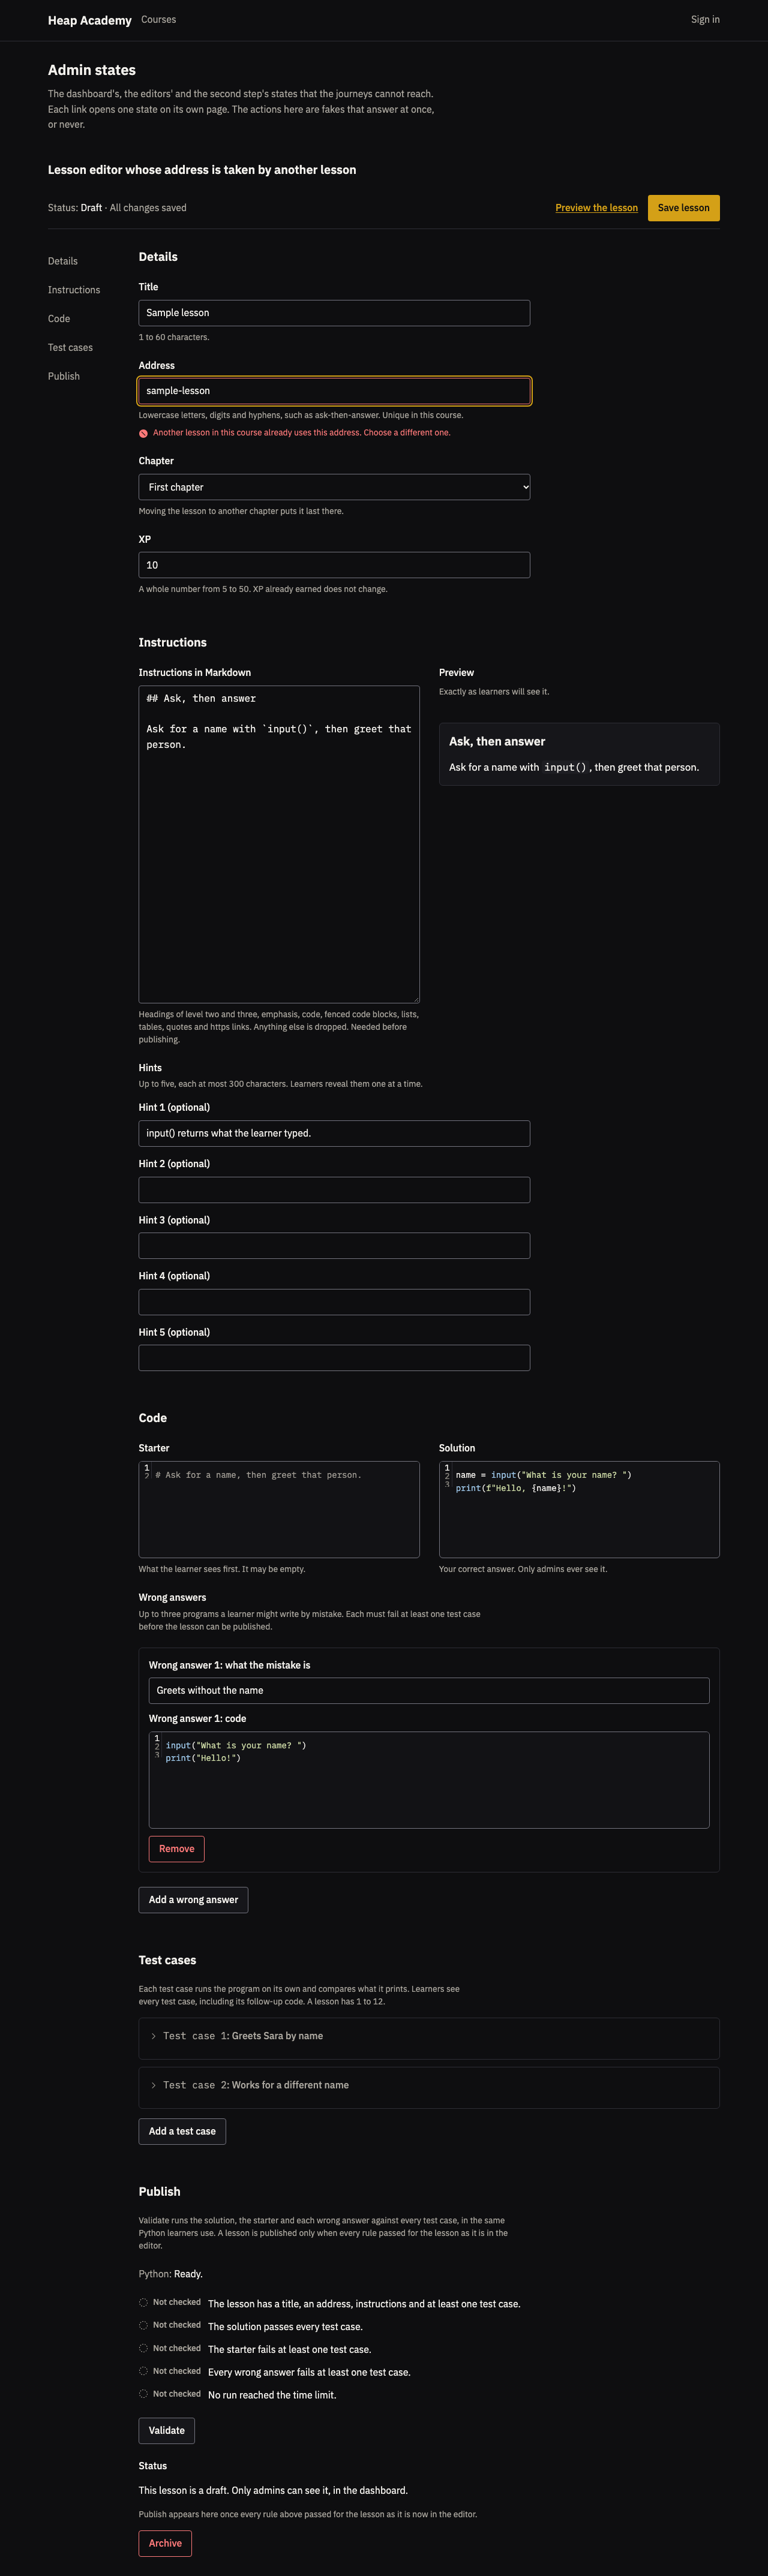 Heap Academy
Courses
Sign in
Admin states
The dashboard's, the editors' and the second step's states that the journeys cannot reach.
Each link opens one state on its own page. The actions here are fakes that answer at once,
or never.
Lesson editor whose address is taken by another lesson
Status: Draft · All changes saved
Preview the lesson
Save lesson
Details
Instructions
Code
Test cases
Publish
Details
Title
Sample lesson
1 to 60 characters.
Address
sample-lesson
Lowercase letters, digits and hyphens, such as ask-then-answer. Unique in this course.
Another lesson in this course already uses this address. Choose a different one.
Chapter
First chapter
Moving the lesson to another chapter puts it last there.
XP
10
A whole number from 5 to 50. XP already earned does not change.
Instructions
Instructions in Markdown
## Ask, then answer
Ask for a name with `input()`, then greet that
person.
Headings of level two and three, emphasis, code, fenced code blocks, lists,
tables, quotes and https links. Anything else is dropped. Needed before
publishing.
Preview
Exactly as learners will see it.
Ask, then answer
Ask for a name with input(), then greet that person.
Hints
Up to five, each at most 300 characters. Learners reveal them one at a time.
Hint 1 (optional)
input() returns what the learner typed.
Hint 2 (optional)
Hint 3 (optional)
Hint 4 (optional)
Hint 5 (optional)
Code
Starter
1
2
# Ask for a name, then greet that person.
What the learner sees first. It may be empty.
Solution
1
2
3
name = input("What is your name? ")
print(f"Hello, {name}!")
Your correct answer. Only admins ever see it.
Wrong answers
Up to three programs a learner might write by mistake. Each must fail at least one test case
before the lesson can be published.
Wrong answer 1: what the mistake is
Greets without the name
Wrong answer 1: code
1
2
3
input("What is your name? ")
print("Hello!")
Remove
Add a wrong answer
Test cases
Each test case runs the program on its own and compares what it prints. Learners see
every test case, including its follow-up code. A lesson has 1 to 12.
Test case 1: Greets Sara by name
Test case 2: Works for a different name
Add a test case
Publish
Validate runs the solution, the starter and each wrong answer against every test case, in the same
Python learners use. A lesson is published only when every rule passed for the lesson as it is in the
editor.
Python: Ready.
Not checked The lesson has a title, an address, instructions and at least one test case.
Not checked The solution passes every test case.
Not checked The starter fails at least one test case.
Not checked Every wrong answer fails at least one test case.
Not checked No run reached the time limit.
Validate
Status
This lesson is a draft. Only admins can see it, in the dashboard.
Publish appears here once every rule above passed for the lesson as it is now in the editor.
Archive